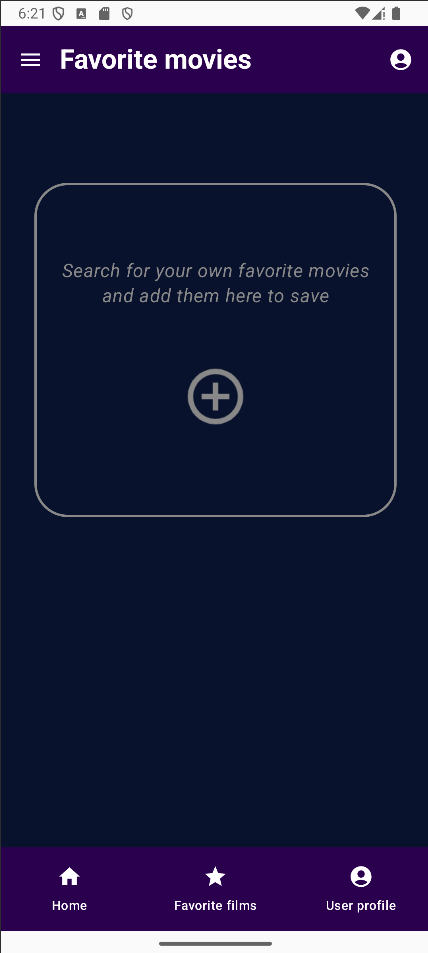 6:21
Favorite movies
Search for your own favorite movies
and add them here to save
Home
Favorite films
User profile